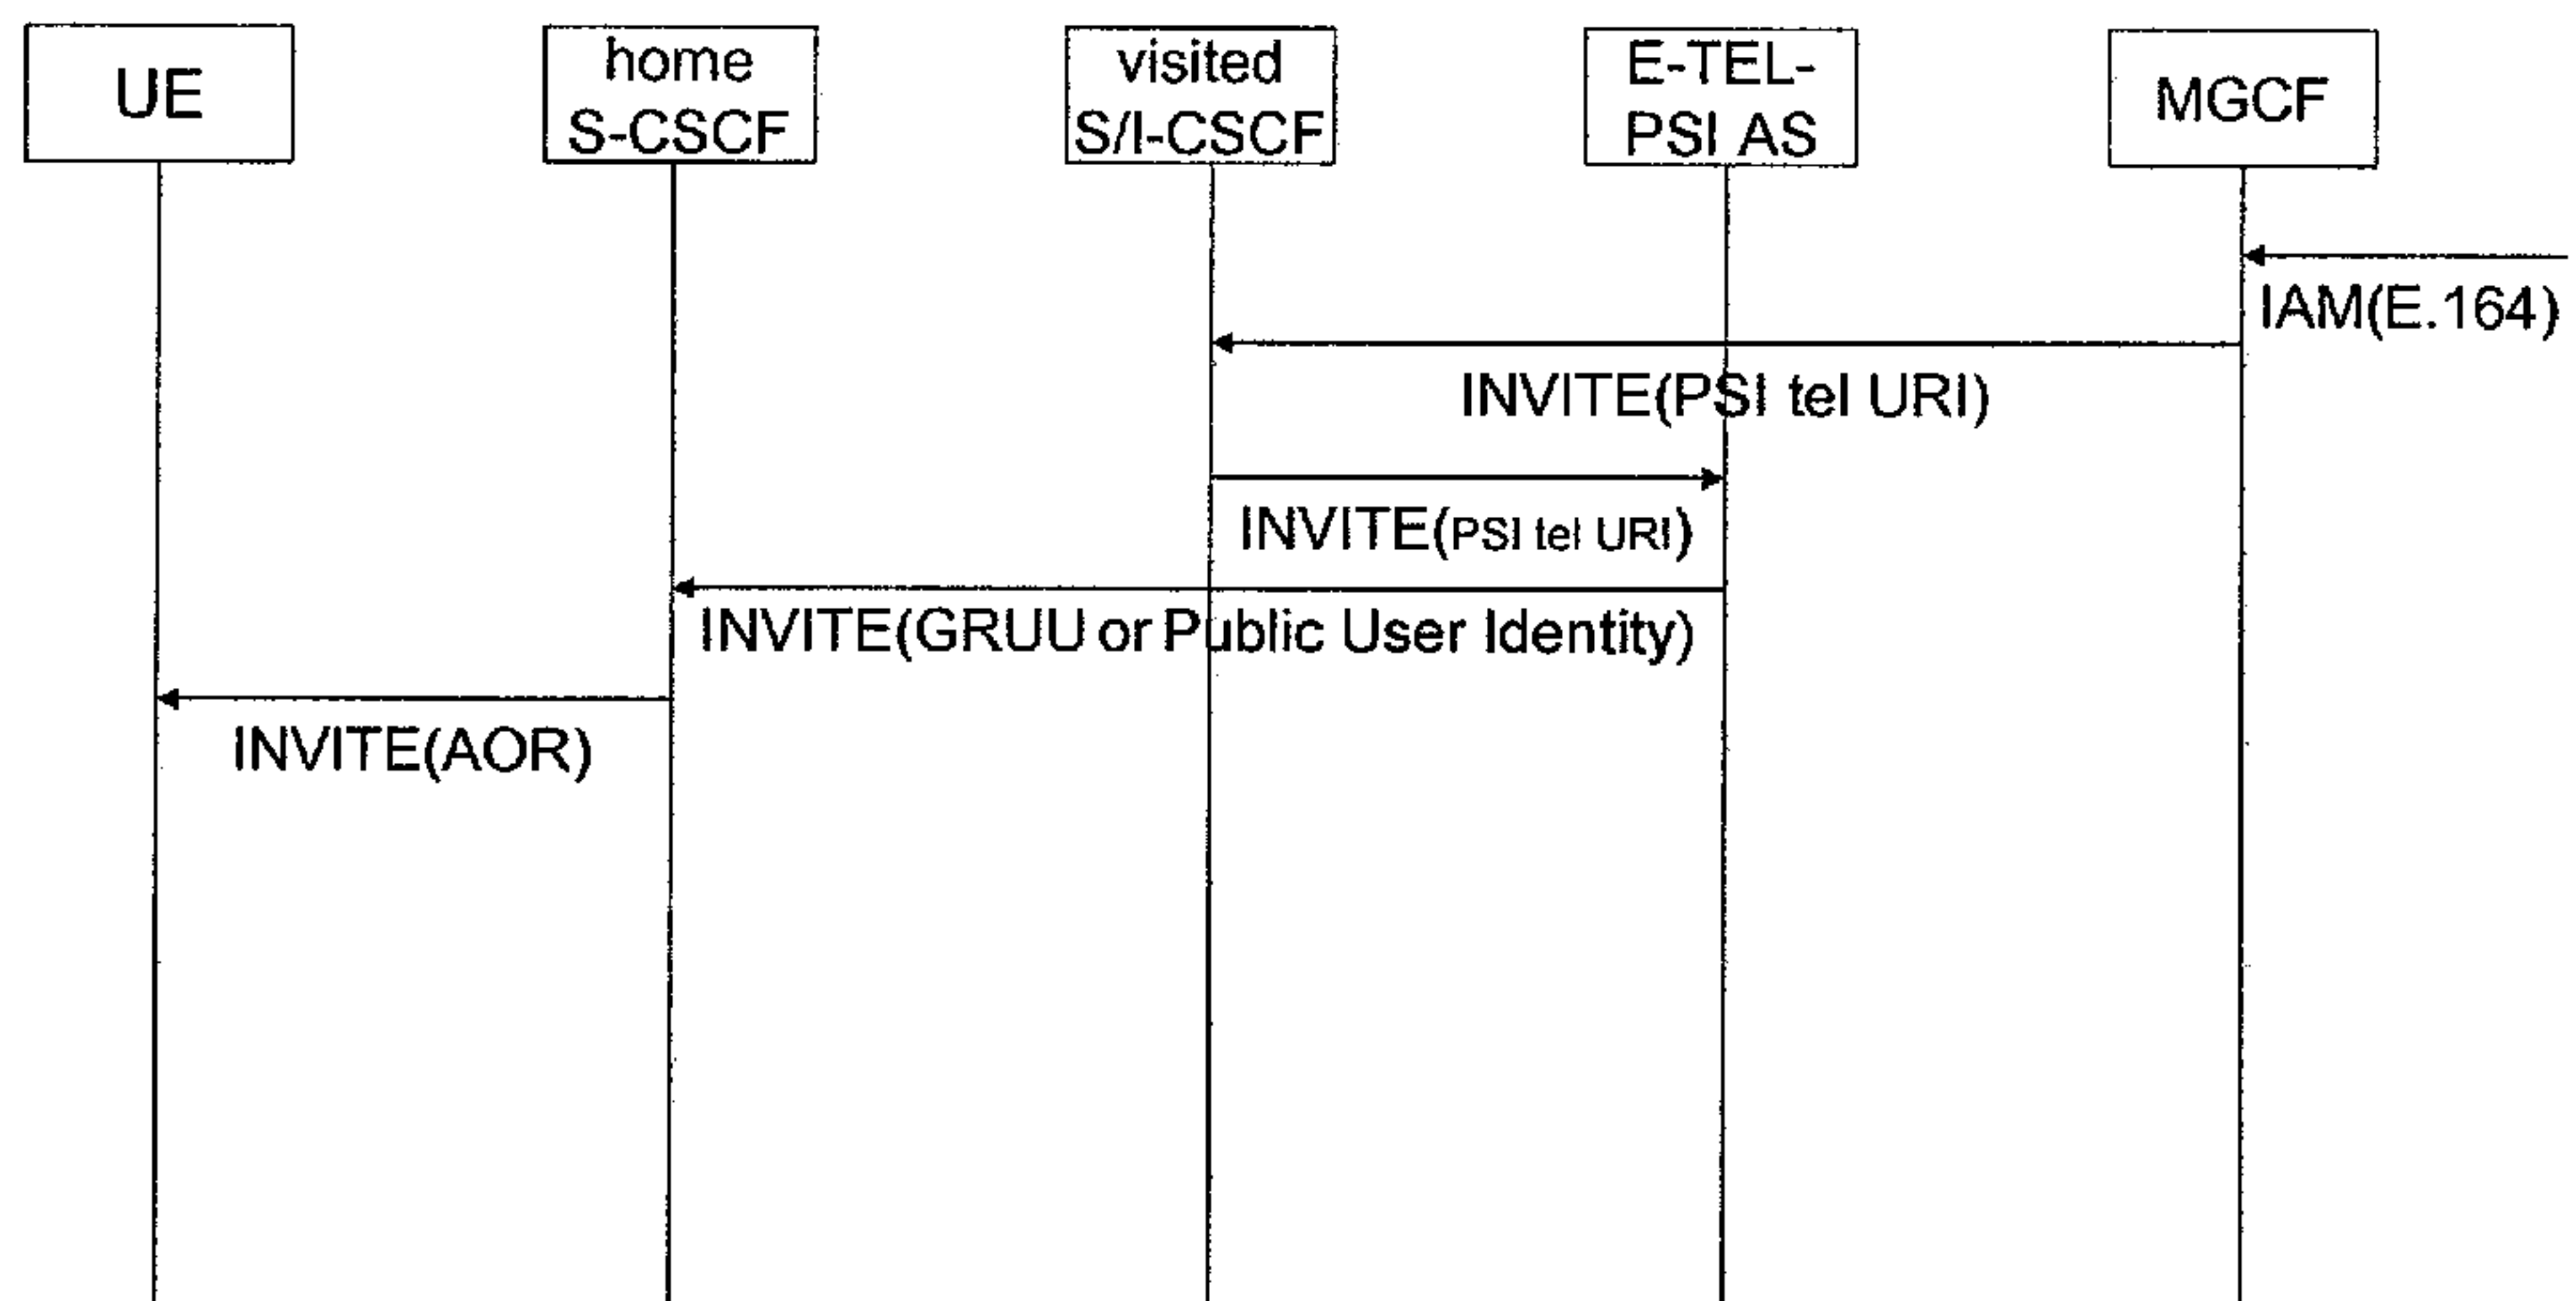 UE
home
S-CSCF
visited
S/I-CSCF
E-TEL-
PSI AS
MGCF
IAM(E.164)
INVITE(PSI tel URI)
INVITE(PSI tel URI)
INVITE(GRUU or Public User Identity)
INVITE(AOR)